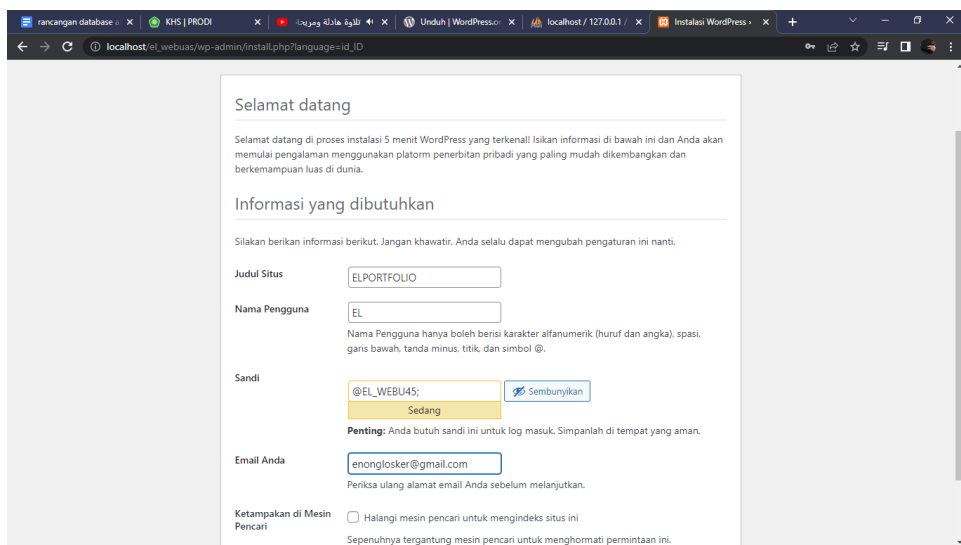 rancangan database a
KHS | PRODI
تلاوة هادئة ومريحة
Unduh | WordPress.or
localhost / 127.0.0.1 /
Instalasi WordPress ›
localhost/el_webuas/wp-admin/install.php?language=id_ID
Selamat datang
Selamat datang di proses instalasi 5 menit WordPress yang terkenal! Isikan informasi di bawah ini dan Anda akan
memulai pengalaman menggunakan platorm penerbitan pribadi yang paling mudah dikembangkan dan
berkemampuan luas di dunia.
Informasi yang dibutuhkan
Silakan berikan informasi berikut. Jangan khawatir, Anda selalu dapat mengubah pengaturan ini nanti.
Judul Situs
ELPORTFOLIO
Nama Pengguna
EL
Nama Pengguna hanya boleh berisi karakter alfanumerik (huruf dan angka), spasi,
garis bawah, tanda minus, titik, dan simbol @.
Sandi
@EL_WEBU45;
Sembunyikan
Sedang
Penting: Anda butuh sandi ini untuk log masuk. Simpanlah di tempat yang aman.
Email Anda
enonglosker@gmail.com
Periksa ulang alamat email Anda sebelum melanjutkan.
Ketampakan di Mesin
Pencari
Halangi mesin pencari untuk mengindeks situs ini
Sepenuhnya tergantung mesin pencari untuk menghormati permintaan ini.